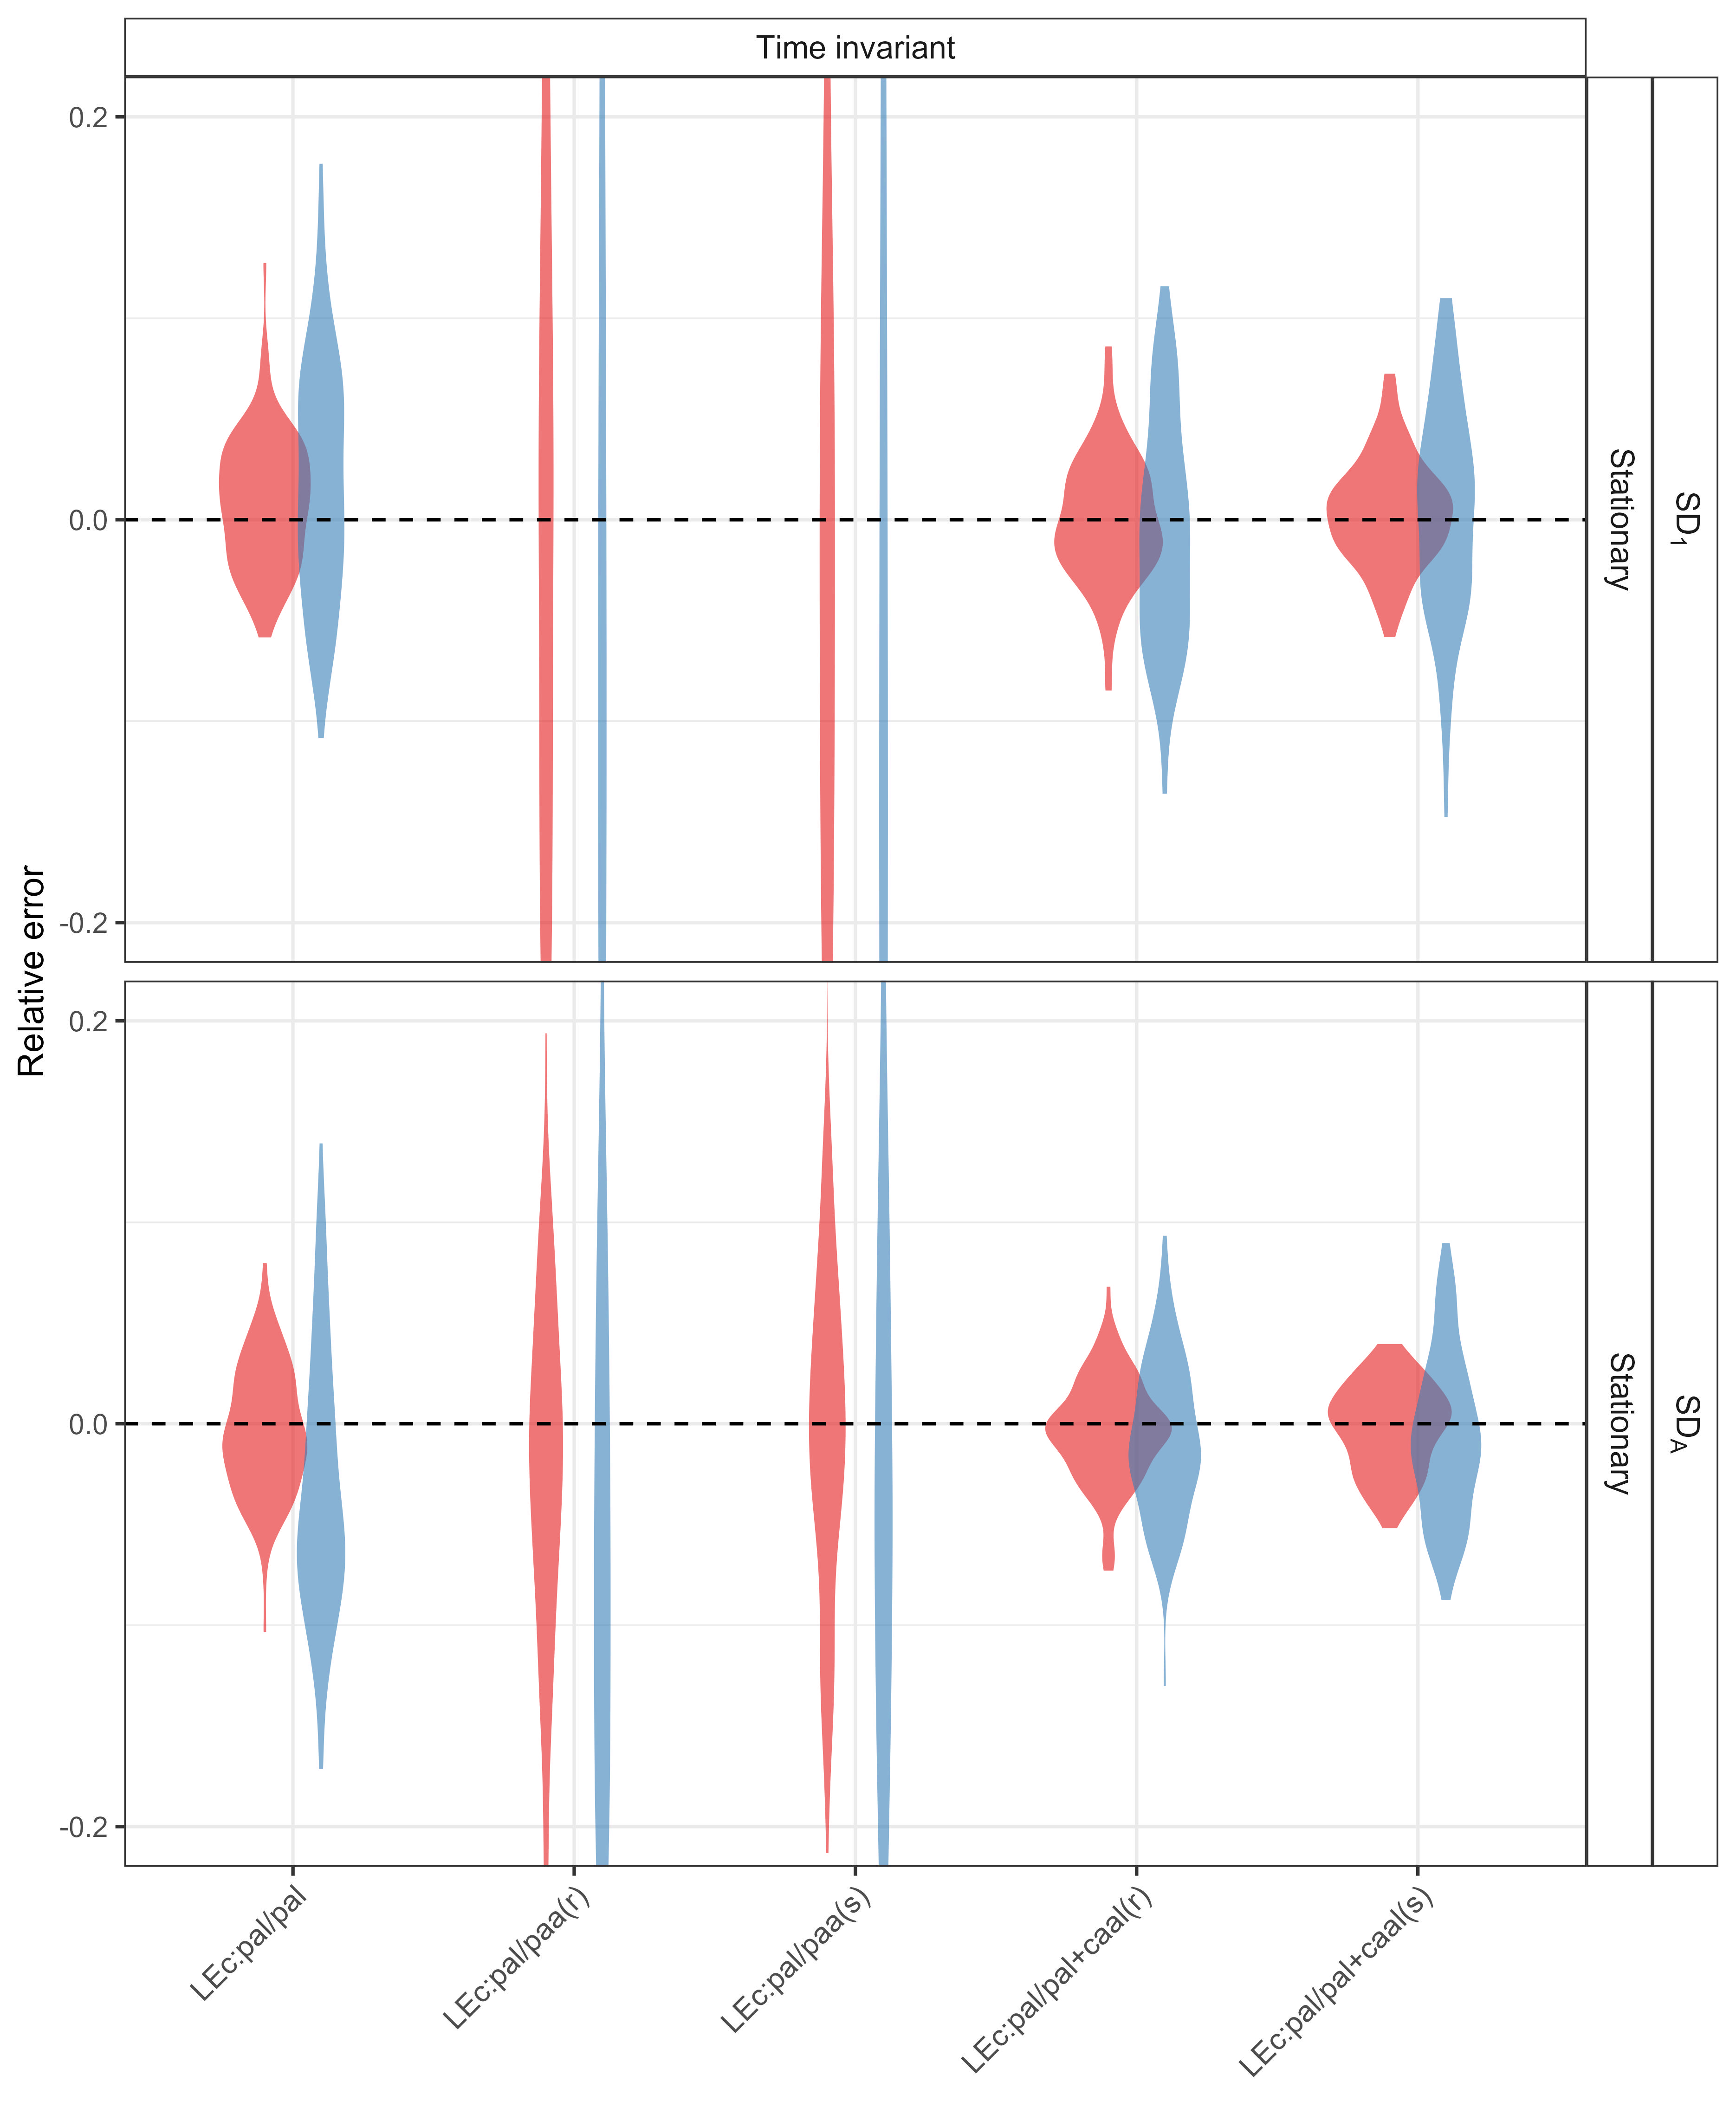 Time invariant
Relative error
0.2
0.0
-0.2
Stationary
SD1
0.2
0.0
-0.2
Stationary
SDA
LEc:pal/pal
LEc:pal/paa(r)
LEc:pal/paa(s)
LEc:pal/pal+caal(r)
LEc:pal/pal+caal(s)